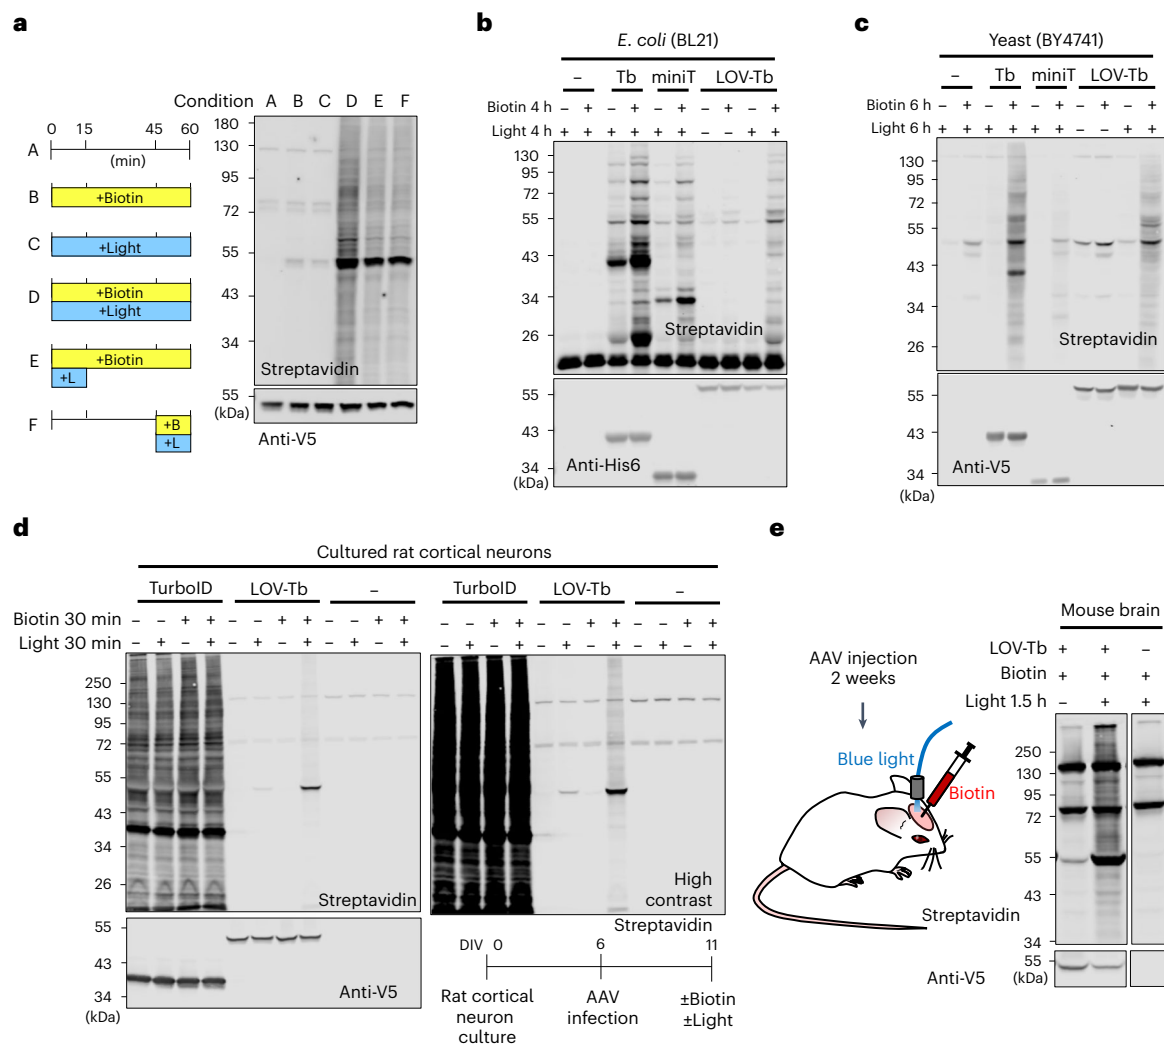 a
Condition A B C D E F
0 15 45 60
(min)
A
B +Biotin
C +Light
D +Biotin
+Light
E +Biotin
+L
F +B
+L
180
130
95
72
55
43
34
Streptavidin
55
(kDa)
Anti-V5
b
E. coli (BL21)
– Tb miniT LOV-Tb
Biotin 4 h – + – + – + – + – +
Light 4 h + + + + + + – – + +
130
95
72
55
43
34
26
Streptavidin
55
43
34
(kDa)
Anti-His6
c
Yeast (BY4741)
– Tb miniT LOV-Tb
Biotin 6 h – + – + – + – + – +
Light 6 h + + + + + + – – + +
130
95
72
55
43
34
26
Streptavidin
55
43
34
(kDa)
Anti-V5
d
Cultured rat cortical neurons
TurboID LOV-Tb – TurboID LOV-Tb –
Biotin 30 min – – + + – – + + – – + – – + + – – + + – – + +
Light 30 min – + – + – + – + – + – + – + – + – + – + – + – +
250
130
95
72
55
43
34
26
Streptavidin
High
contrast
Streptavidin
55
43
34
(kDa)
Anti-V5
DIV 0 6 11
Rat cortical
neuron
culture
AAV
infection
±Biotin
±Light
e
AAV injection
2 weeks
Blue light
Biotin
Mouse brain
LOV-Tb + + –
Biotin + + +
Light 1.5 h – + +
250
130
95
72
55
43
34
Streptavidin
55
(kDa)
Anti-V5